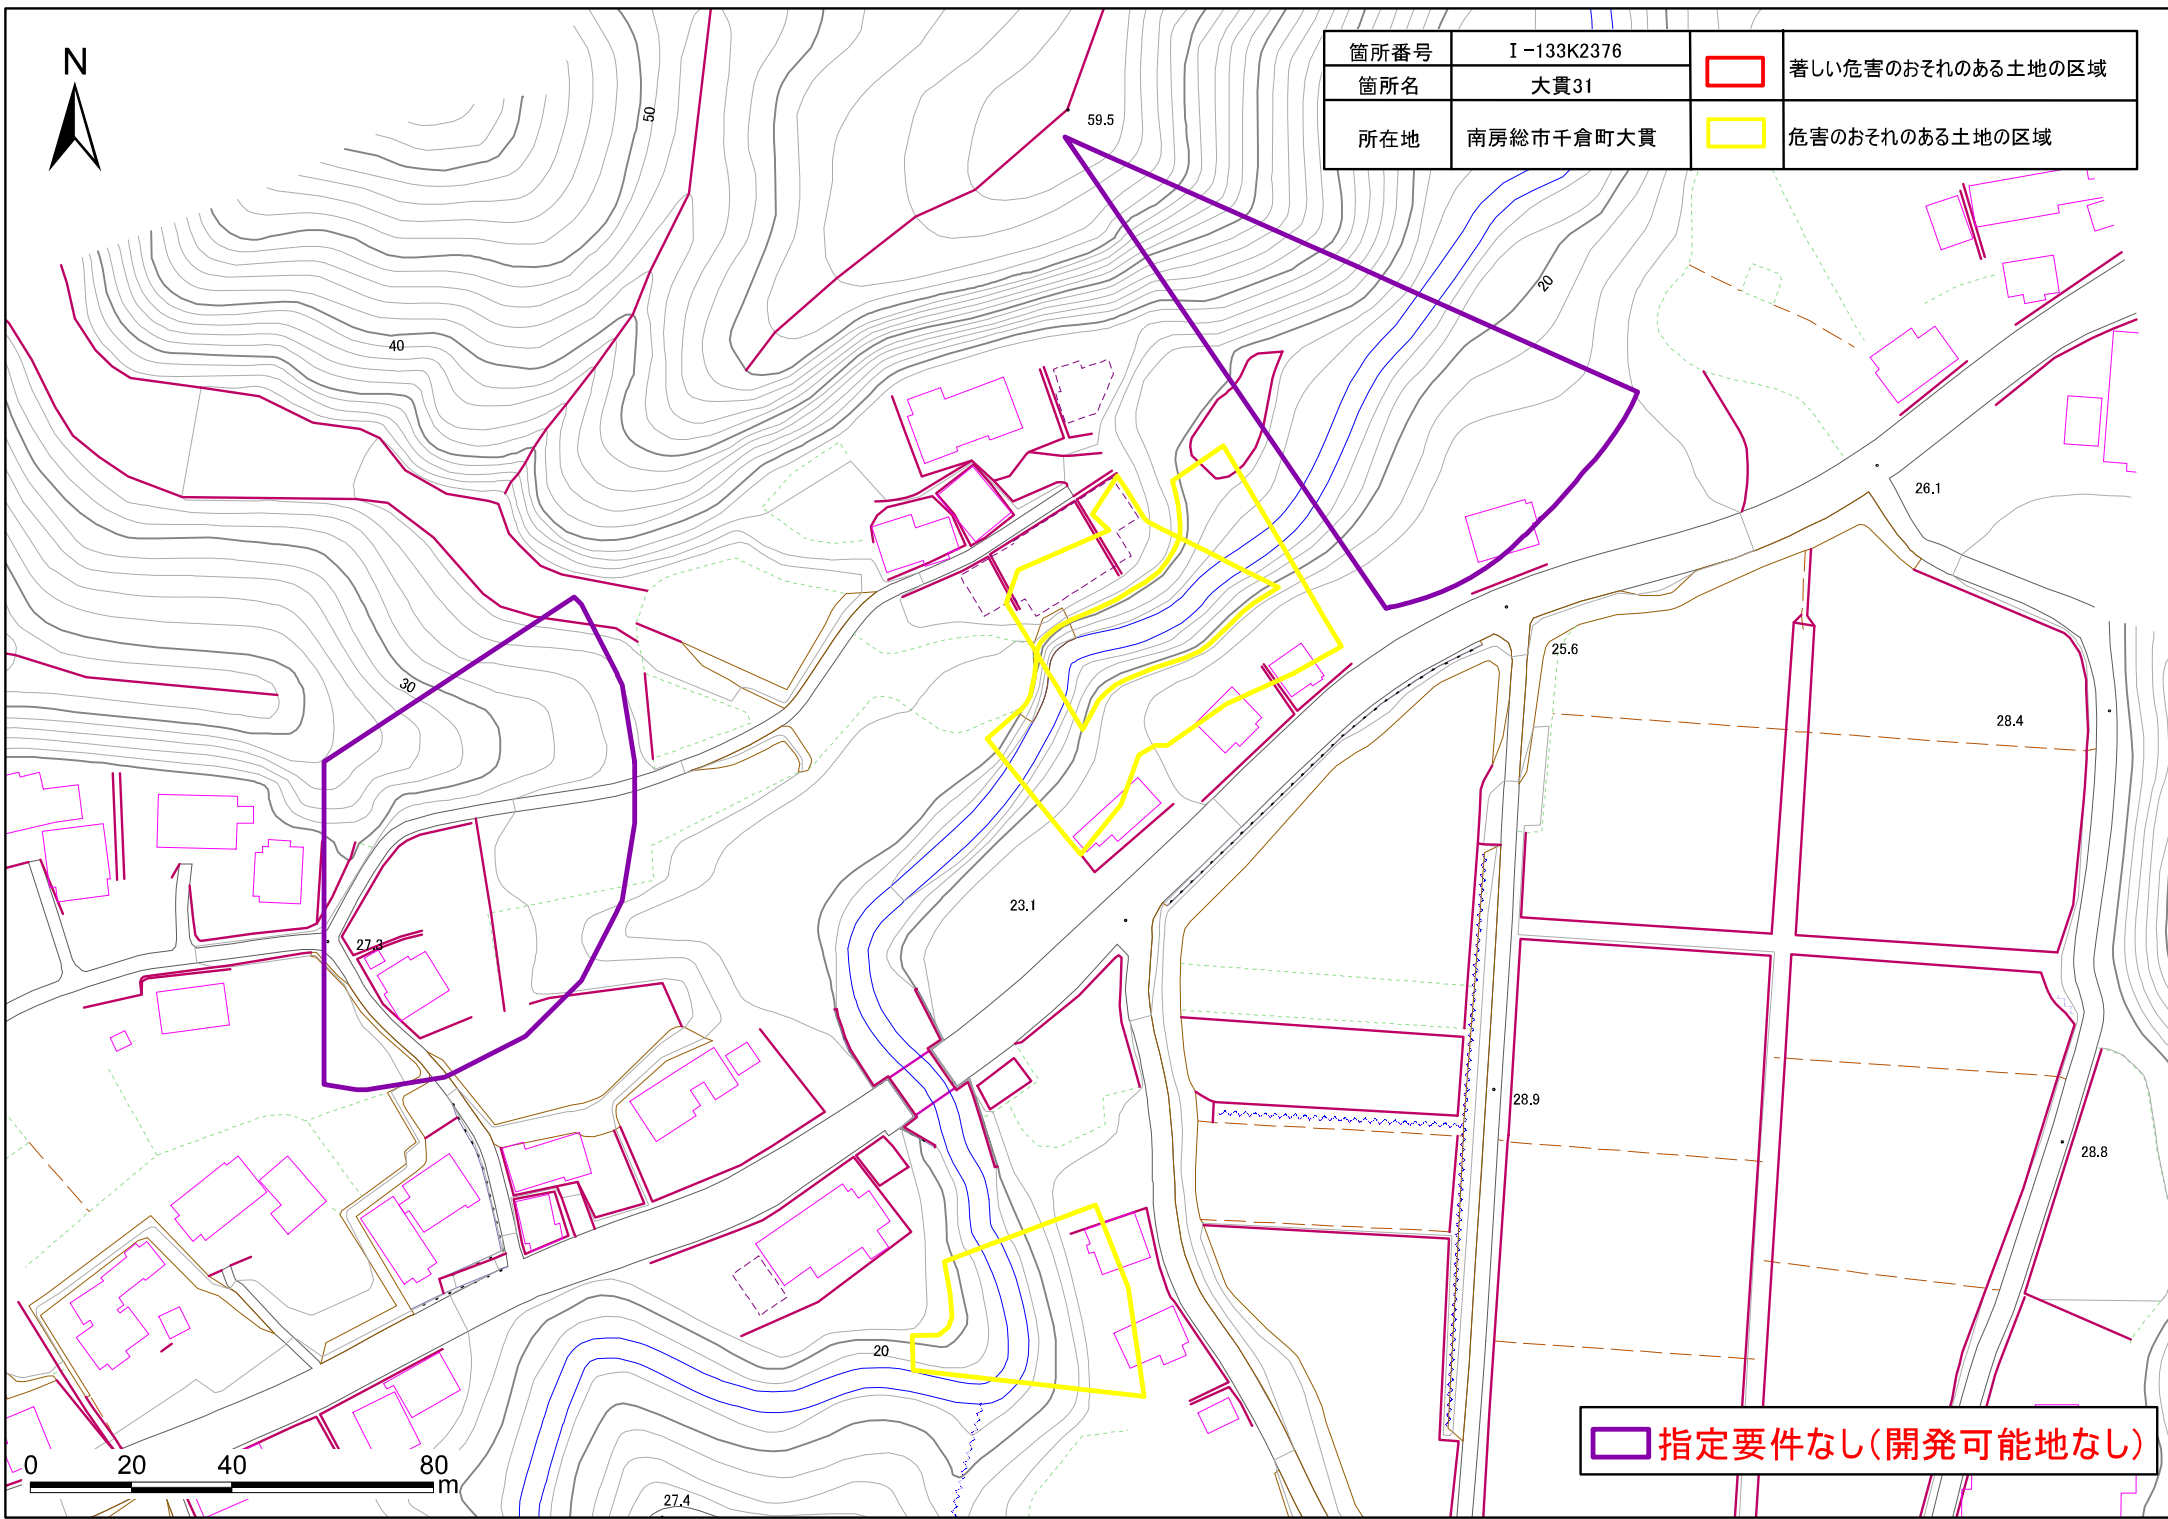 N
箇所番号 Ⅰ-133K2376 著しい危害のおそれのある土地の区域
箇所名 大貫31
所在地 南房総市千倉町大貫 危害のおそれのある土地の区域
50
59.5
20
40
26.1
25.6
30
28.4
23.1
27.3
28.9
28.8
20
指定要件なし(開発可能地なし)
0 20 40 80
m
27.4